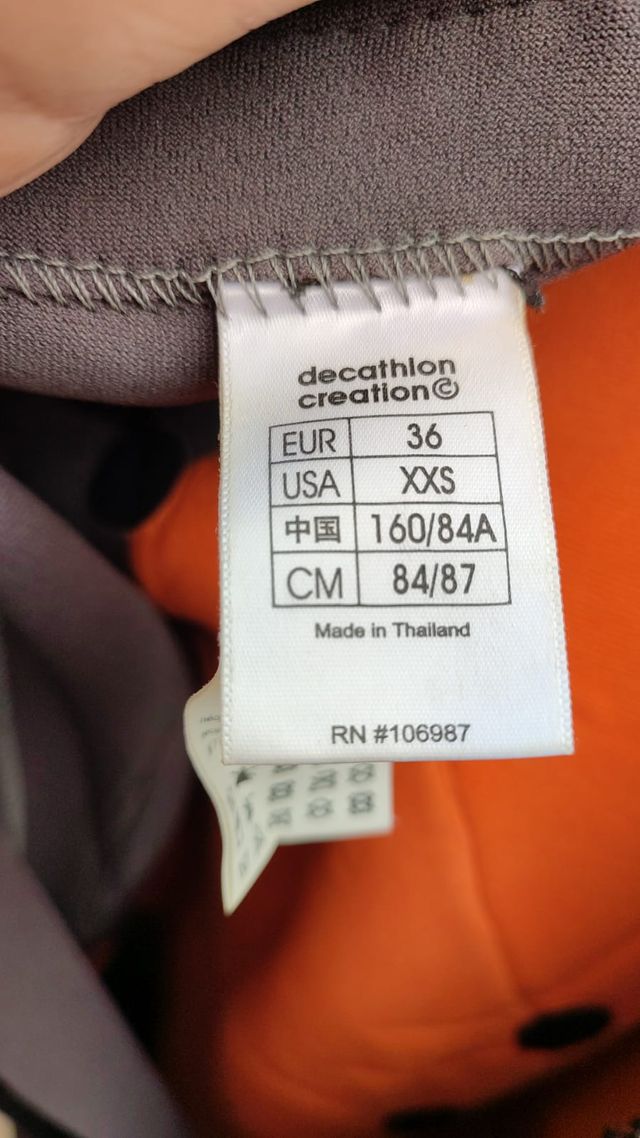 decathlon
creation©
EUR 36
USA XXS
中国 160/84A
CM 84/87
Made in Thailand
RN #106987